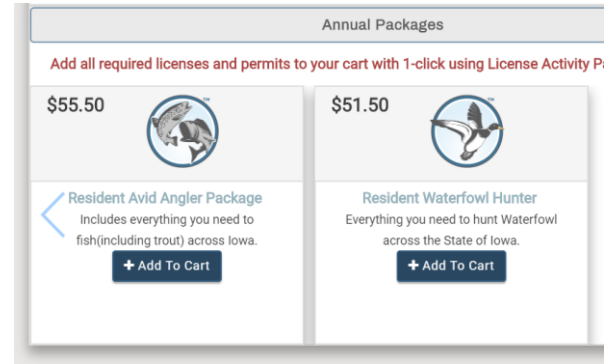 Annual Packages
Add all required licenses and permits to your cart with 1-click using License Activity
$55.50
Resident Avid Angler Package
Includes everything you need to
fish(including trout) across Iowa.
+ Add To Cart
$51.50
Resident Waterfowl Hunter
Everything you need to hunt Waterfowl
across the State of Iowa.
+ Add To Cart